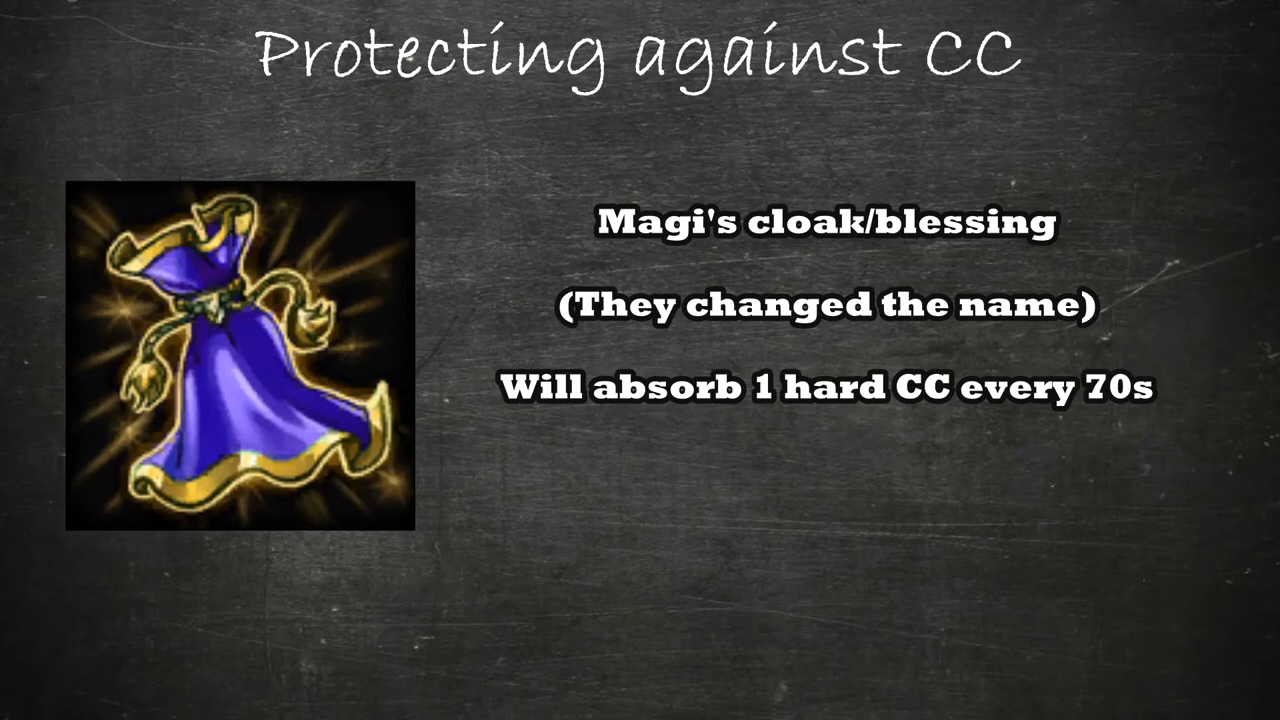 Protecting against CC
Magi's cloak/blessing
(They changed the name)
Will absorb 1 hard CC every 70s